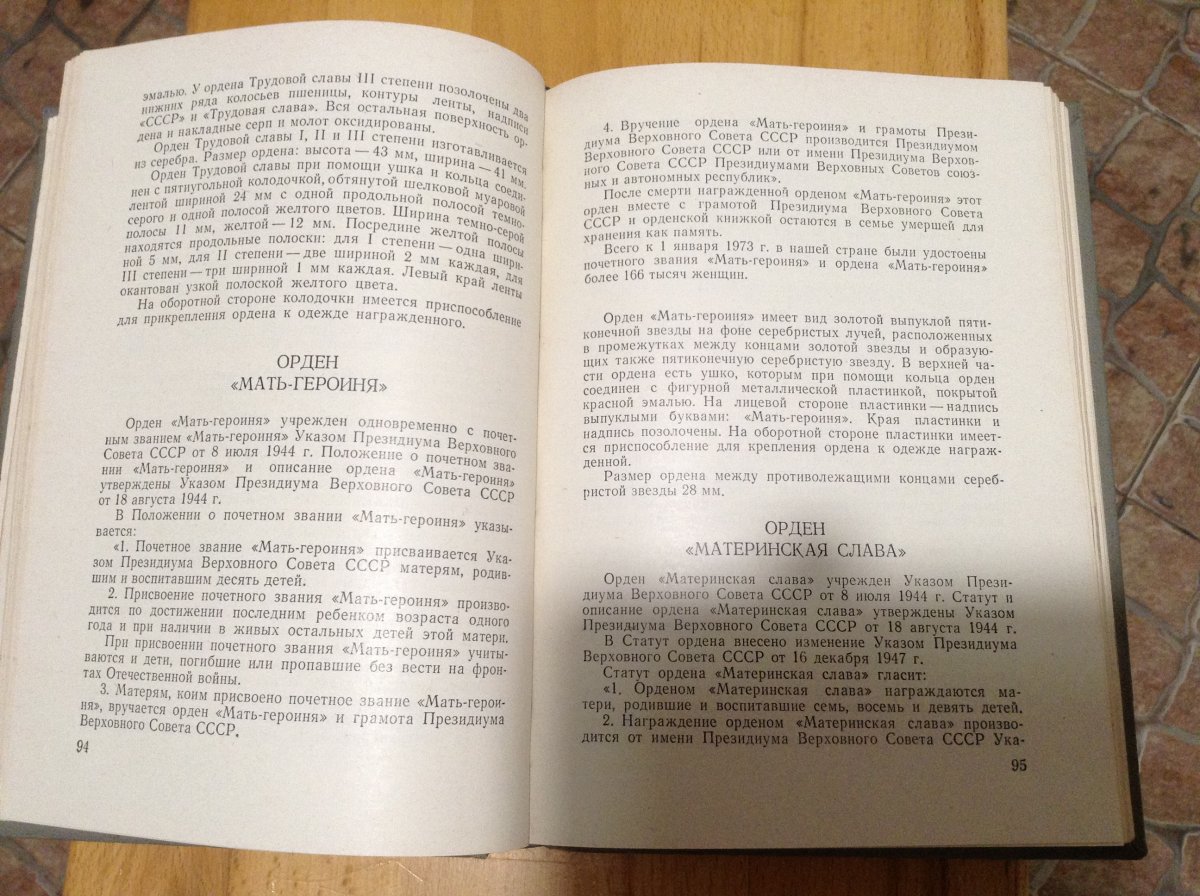 эмалью. У ордена Трудовой славы III степени позолочены два
нижних ряда колосьев пшеницы, контуры ленты, надписи
«СССР» и «Трудовая слава». Вся остальная поверхность ор-
дена и накладные серп и молот оксидированы.
Орден Трудовой славы I, II и III степени изготавливается
из серебра. Размер ордена: высота — 43 мм, ширина — 41 мм.
Орден Трудовой славы при помощи ушка и кольца соеди-
нен с пятиугольной колодочкой, обтянутой шелковой муаровой
лентой шириной 24 мм с одной продольной полосой темно-
серого и одной полосой желтого цветов. Ширина темно-серой
полосы 11 мм, желтой — 12 мм. Посредине желтой полосы
находятся продольные полоски: для I степени — одна шири-
ной 5 мм, для II степени — две шириной 2 мм каждая, для
III степени — три шириной 1 мм каждая. Левый край ленты
окантован узкой полоской желтого цвета.
На оборотной стороне колодочки имеется приспособление
для прикрепления ордена к одежде награжденного.
ОРДЕН
«МАТЬ-ГЕРОИНЯ»
Орден «Мать-героиня» учрежден одновременно с почет-
ным званием «Мать-героиня» Указом Президиума Верховного
Совета СССР от 8 июля 1944 г. Положение о почетном зва-
нии «Мать-героиня» и описание ордена «Мать-героиня»
утверждены Указом Президиума Верховного Совета СССР
от 18 августа 1944 г.
В Положении о почетном звании «Мать-героиня» указы-
вается:
«1. Почетное звание «Мать-героиня» присваивается Ука-
зом Президиума Верховного Совета СССР матерям, родив-
шим и воспитавшим десять детей.
2. Присвоение почетного звания «Мать-героиня» произво-
дится по достижении последним ребенком возраста одного
года и при наличии в живых остальных детей этой матери.
При присвоении почетного звания «Мать-героиня» учиты-
ваются и дети, погибшие или пропавшие без вести на фрон-
тах Отечественной войны.
3. Матерям, коим присвоено почетное звание «Мать-герои-
ня», вручается орден «Мать-героиня» и грамота Президиума
Верховного Совета СССР.
94
4. Вручение ордена «Мать-героиня» и грамоты Прези-
диума Верховного Совета СССР производится Президиумом
Верховного Совета СССР или от имени Президиума Верхов-
ного Совета СССР Президиумами Верховных Советов союз-
ных и автономных республик».
После смерти награжденной орденом «Мать-героиня» этот
орден вместе с грамотой Президиума Верховного Совета
СССР и орденской книжкой остаются в семье умершей для
хранения как память.
Всего к 1 января 1973 г. в нашей стране были удостоены
почетного звания «Мать-героиня» и ордена «Мать-героиня»
более 166 тысяч женщин.
Орден «Мать-героиня» имеет вид золотой выпуклой пяти-
конечной звезды на фоне серебристых лучей, расположенных
в промежутках между концами золотой звезды и образую-
щих также пятиконечную серебристую звезду. В верхней ча-
сти ордена есть ушко, которым при помощи кольца орден
соединен с фигурной металлической пластинкой, покрытой
красной эмалью. На лицевой стороне пластинки — надпись
выпуклыми буквами: «Мать-героиня». Края пластинки и
надпись позолочены. На оборотной стороне пластинки имеет-
ся приспособление для крепления ордена к одежде награж-
денной.
Размер ордена между противолежащими концами сереб-
ристой звезды 28 мм.
ОРДЕН
«МАТЕРИНСКАЯ СЛАВА»
Орден «Материнская слава» учрежден Указом Прези-
диума Верховного Совета СССР от 8 июля 1944 г. Статут и
описание ордена «Материнская слава» утверждены Указом
Президиума Верховного Совета СССР от 18 августа 1944 г.
В Статут ордена внесено изменение Указом Президиума
Верховного Совета СССР от 16 декабря 1947 г.
Статут ордена «Материнская слава» гласит:
«1. Орденом «Материнская слава» награждаются ма-
тери, родившие и воспитавшие семь, восемь и девять детей.
2. Награждение орденом «Материнская слава» произво-
дится от имени Президиума Верховного Совета СССР Ука-
95